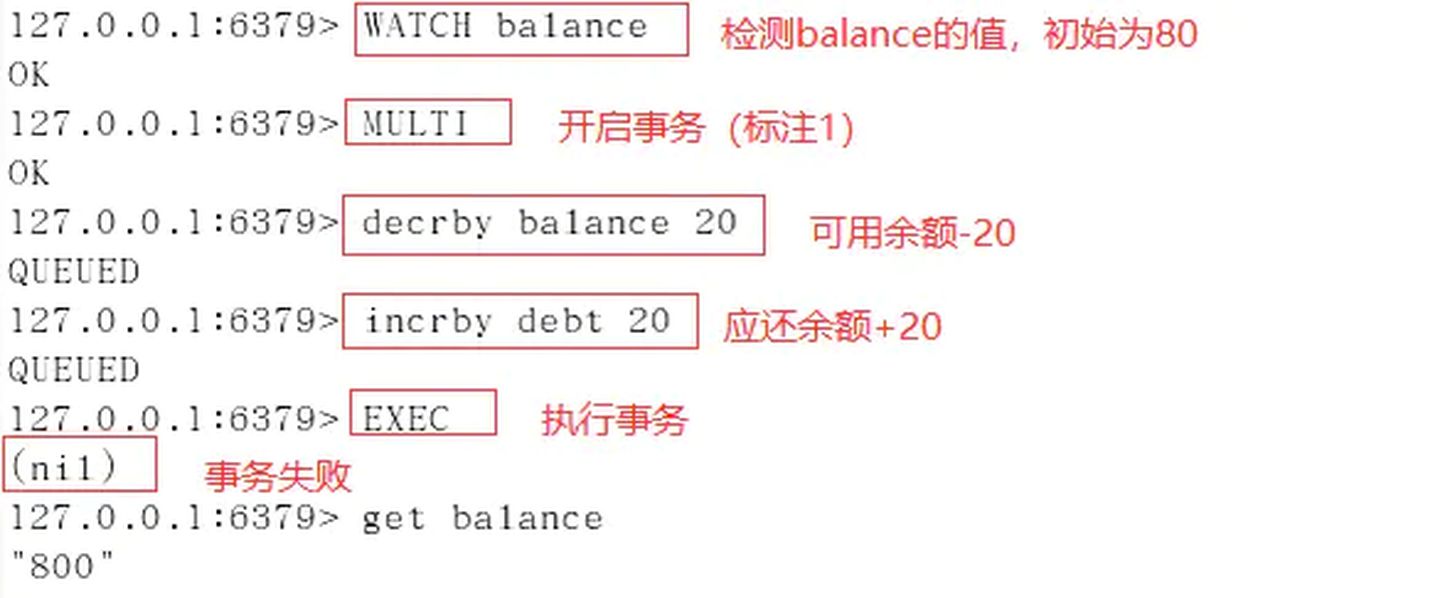 127.0.0.1:6379> WATCH balance 检测balance的值，初始为80
OK
127.0.0.1:6379> MULTI 开启事务（标注1）
OK
127.0.0.1:6379> decrby balance 20 可用余额-20
QUEUED
127.0.0.1:6379> incrby debt 20 应还余额+20
QUEUED
127.0.0.1:6379> EXEC 执行事务
(nil) 事务失败
127.0.0.1:6379> get balance
"800"